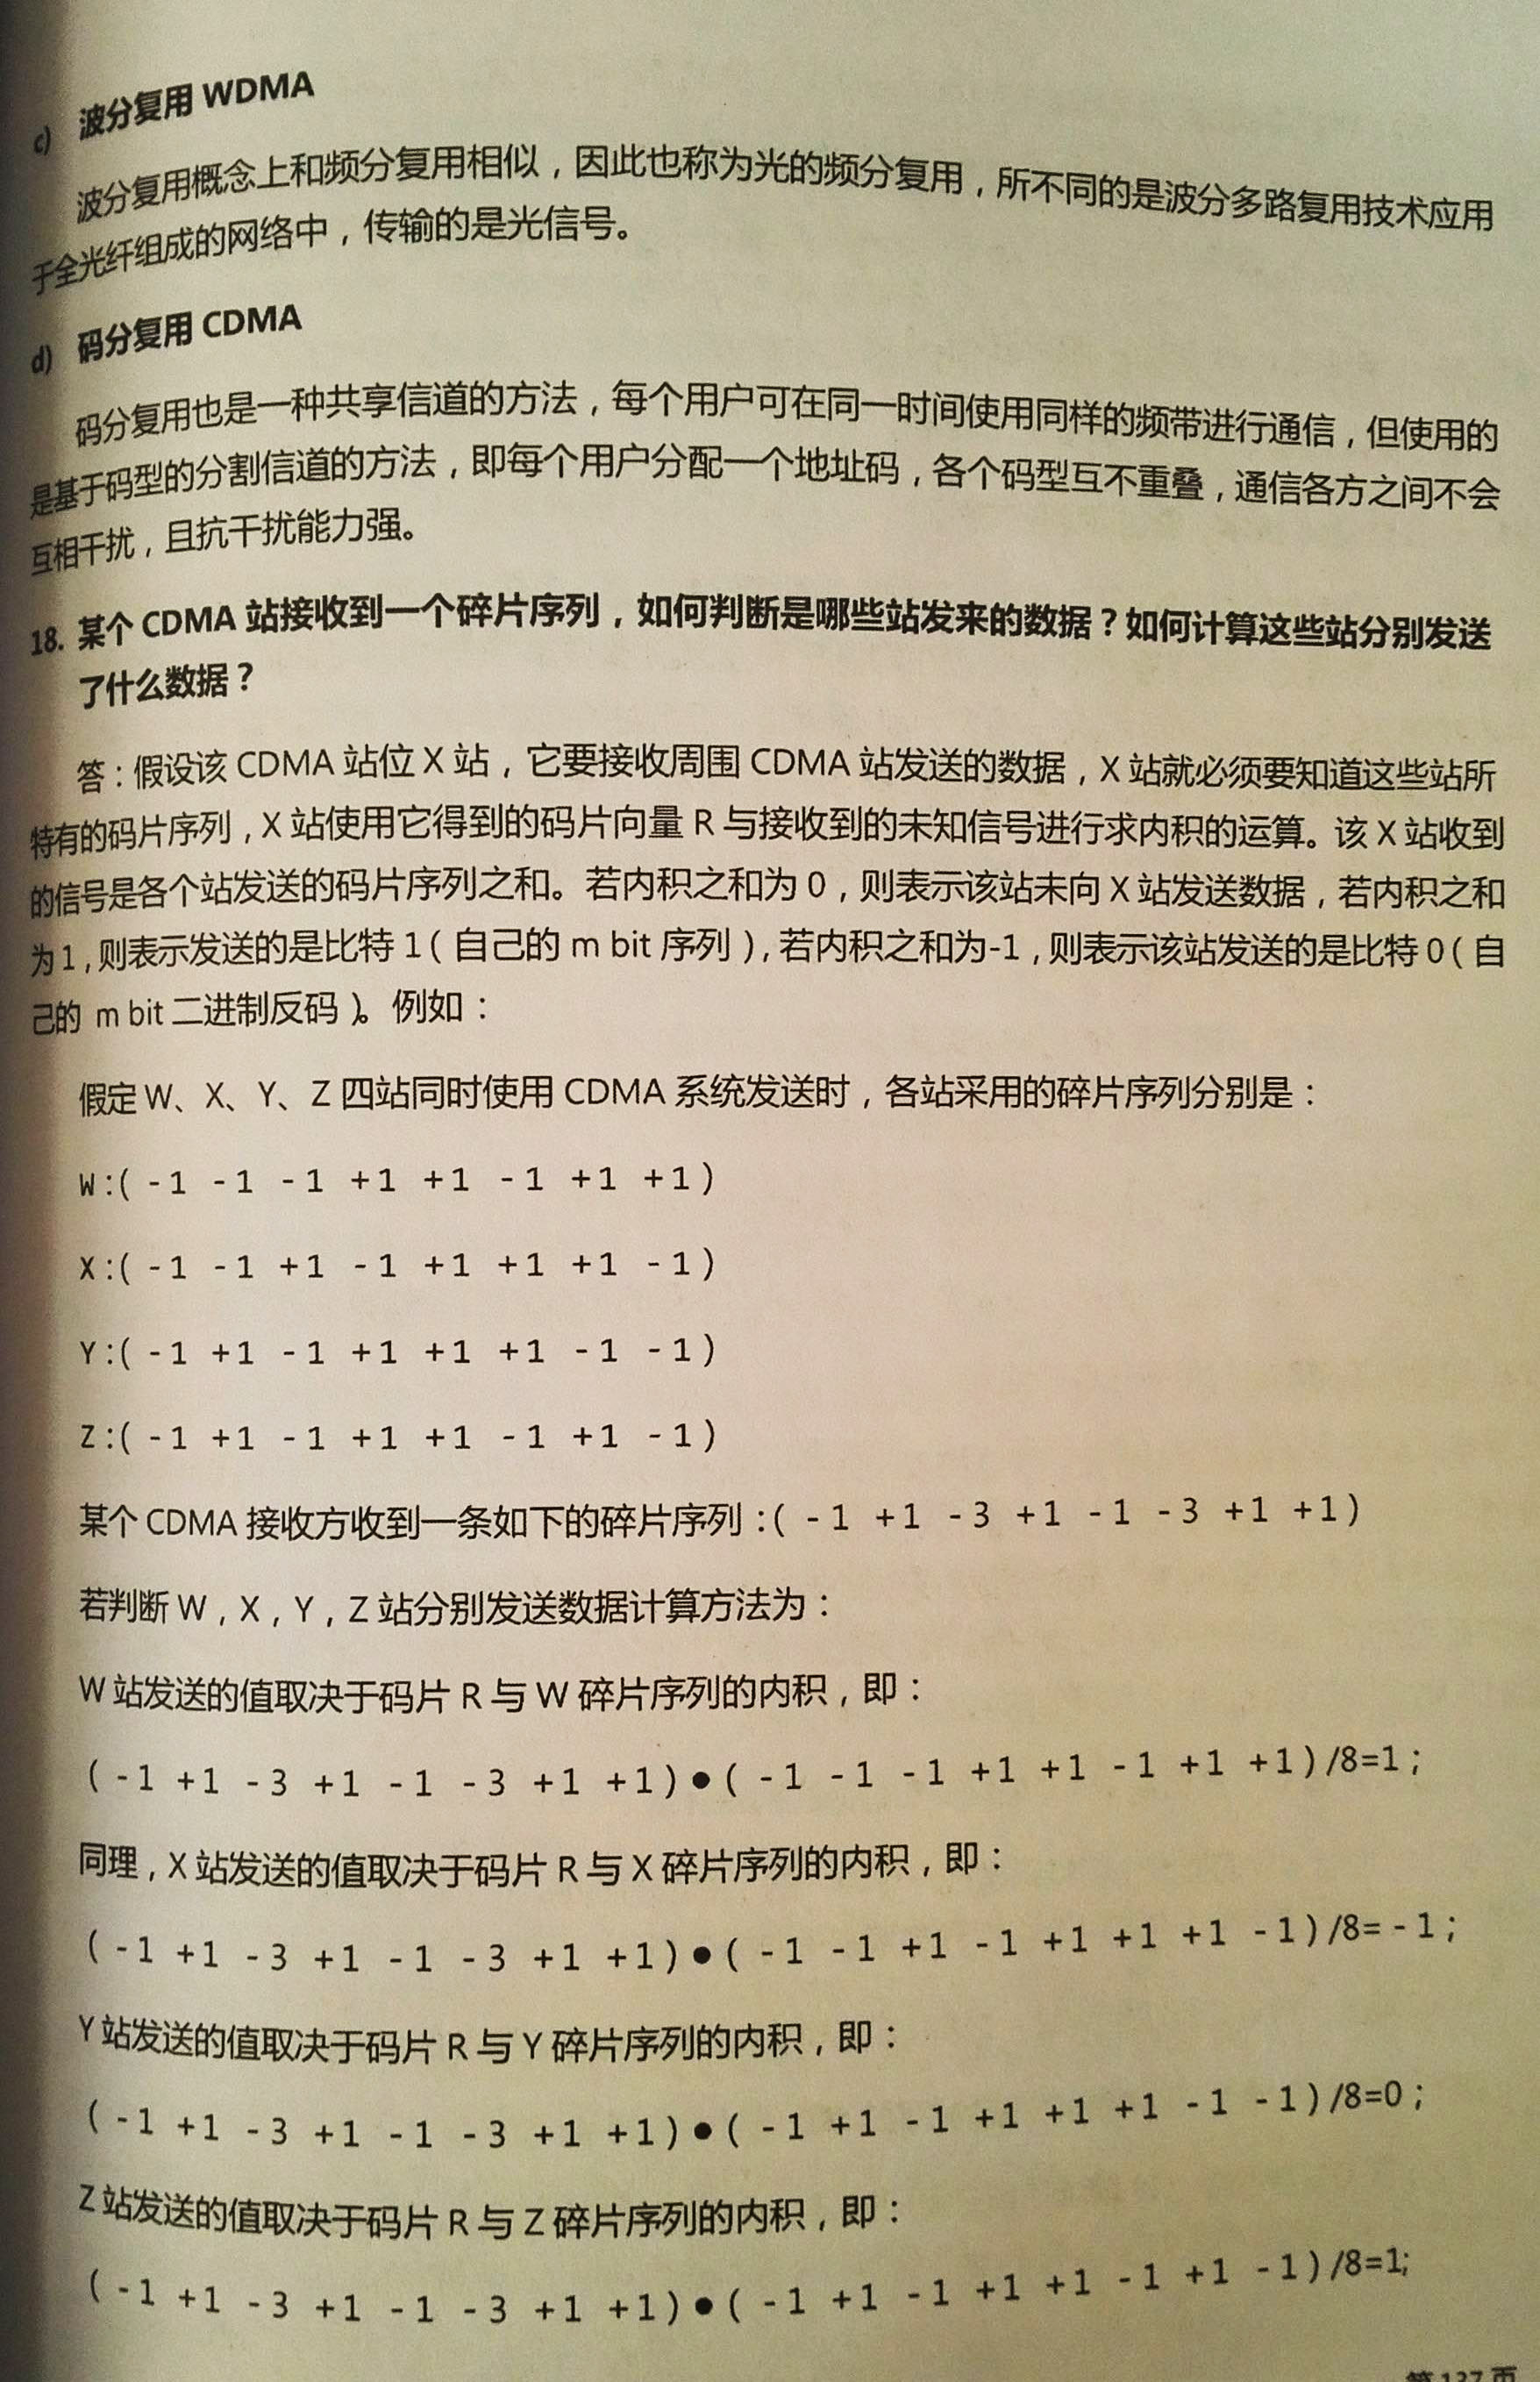 c) 波分复用 WDMA
波分复用概念上和频分复用相似，因此也称为光的频分复用，所不同的是波分多路复用技术应用
于全光纤组成的网络中，传输的是光信号。
d) 码分复用 CDMA
码分复用也是一种共享信道的方法，每个用户可在同一时间使用同样的频带进行通信，但使用的
是基于码型的分割信道的方法，即每个用户分配一个地址码，各个码型互不重叠，通信各方之间不会
互相干扰，且抗干扰能力强。
18. 某个 CDMA 站接收到一个碎片序列，如何判断是哪些站发来的数据？如何计算这些站分别发送
了什么数据？
答：假设该 CDMA 站位 X 站，它要接收周围 CDMA 站发送的数据，X 站就必须要知道这些站所
特有的码片序列，X 站使用它得到的码片向量 R 与接收到的未知信号进行求内积的运算。该 X 站收到
的信号是各个站发送的码片序列之和。若内积之和为 0，则表示该站未向 X 站发送数据，若内积之和
为 1，则表示发送的是比特 1（自己的 m bit 序列），若内积之和为-1，则表示该站发送的是比特 0（自
己的 m bit 二进制反码）。例如：
假定 W、X、Y、Z 四站同时使用 CDMA 系统发送时，各站采用的碎片序列分别是：
W:( -1 -1 -1 +1 +1 -1 +1 +1 )
X:( -1 -1 +1 -1 +1 +1 +1 -1 )
Y:( -1 +1 -1 +1 +1 +1 -1 -1 )
Z:( -1 +1 -1 +1 +1 -1 +1 -1 )
某个 CDMA 接收方收到一条如下的碎片序列：( -1 +1 -3 +1 -1 -3 +1 +1 )
若判断 W，X，Y，Z 站分别发送数据计算方法为：
W 站发送的值取决于码片 R 与 W 碎片序列的内积，即：
( -1 +1 -3 +1 -1 -3 +1 +1 ) ● ( -1 -1 -1 +1 +1 -1 +1 +1 ) /8=1；
同理，X 站发送的值取决于码片 R 与 X 碎片序列的内积，即：
( -1 +1 -3 +1 -1 -3 +1 +1 ) ● ( -1 -1 +1 -1 +1 +1 +1 -1 ) /8= -1；
Y 站发送的值取决于码片 R 与 Y 碎片序列的内积，即：
( -1 +1 -3 +1 -1 -3 +1 +1 ) ● ( -1 +1 -1 +1 +1 +1 -1 -1 ) /8=0；
Z 站发送的值取决于码片 R 与 Z 碎片序列的内积，即：
( -1 +1 -3 +1 -1 -3 +1 +1 ) ● ( -1 +1 -1 +1 +1 -1 +1 -1 ) /8=1;
第 137 页